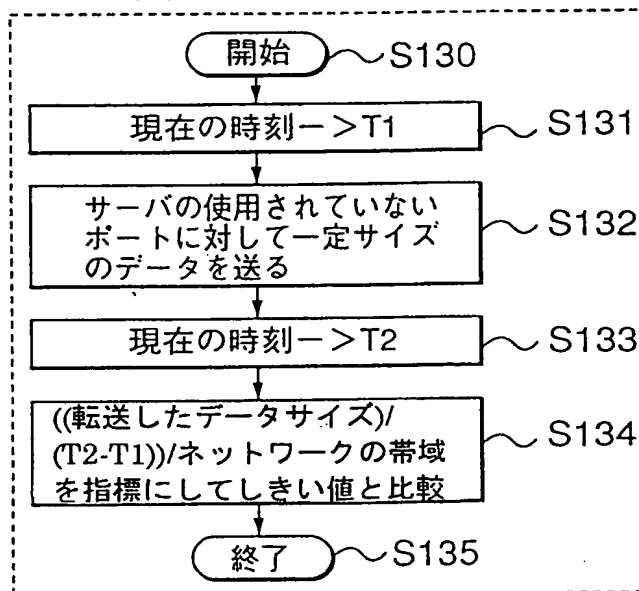 開始 S130
現在の時刻ー>T1 S131
サーバの使用されていない
ポートに対して一定サイズ
のデータを送る
S132
現在の時刻ー>T2 S133
((転送したデータサイズ)/
(T2-T1))/ネットワークの帯域
を指標にしてしきい値と比較
S134
終了 S135